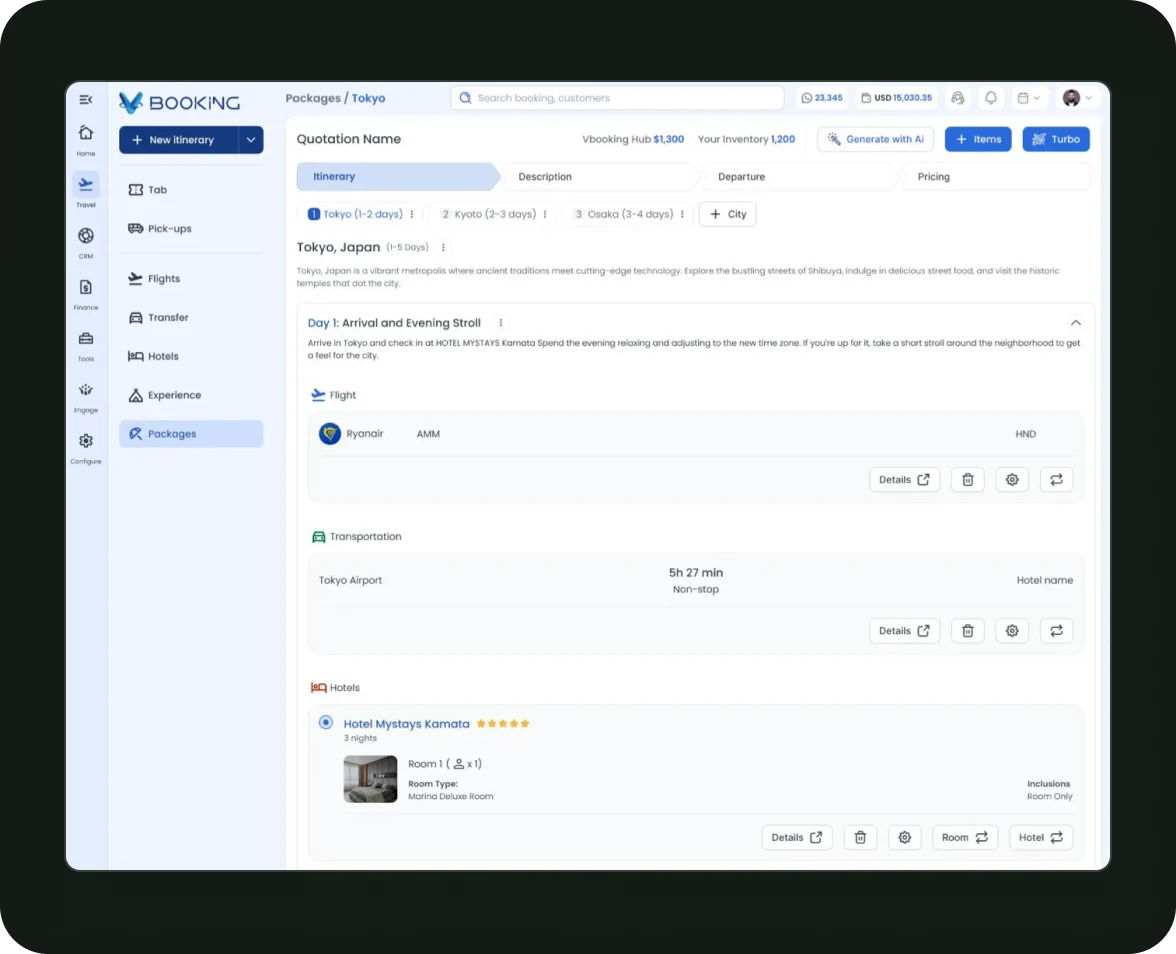 BOOKING
Packages / Tokyo
Search booking, customers
23,345
USD 15,030.35
Home
Travel
CRM
Finance
Tools
Engage
Configure
New itinerary
Tab
Pick-ups
Flights
Transfer
Hotels
Experience
Packages
Quotation Name
Vbooking Hub $1,300
Your Inventory 1,200
Generate with Ai
Items
Turbo
Itinerary
Description
Departure
Pricing
1 Tokyo (1-2 days)
2 Kyoto (2-3 days)
3 Osaka (3-4 days)
+ City
Tokyo, Japan (1-5 Days)
Tokyo, Japan is a vibrant metropolis where ancient traditions meet cutting-edge technology. Explore the bustling streets of Shibuya, indulge in delicious street food, and visit the historic
temples that dot the city.
Day 1: Arrival and Evening Stroll
Arrive in Tokyo and check in at HOTEL MYSTAYS Kamata Spend the evening relaxing and adjusting to the new time zone. If you're up for it, take a short stroll around the neighborhood to get
a feel for the city.
Flight
Ryanair
AMM
HND
Details
Transportation
Tokyo Airport
5h 27 min
Non-stop
Hotel name
Details
Hotels
Hotel Mystays Kamata
3 nights
Room 1 ( x 1)
Room Type:
Marina Deluxe Room
Inclusions
Room Only
Details
Room
Hotel